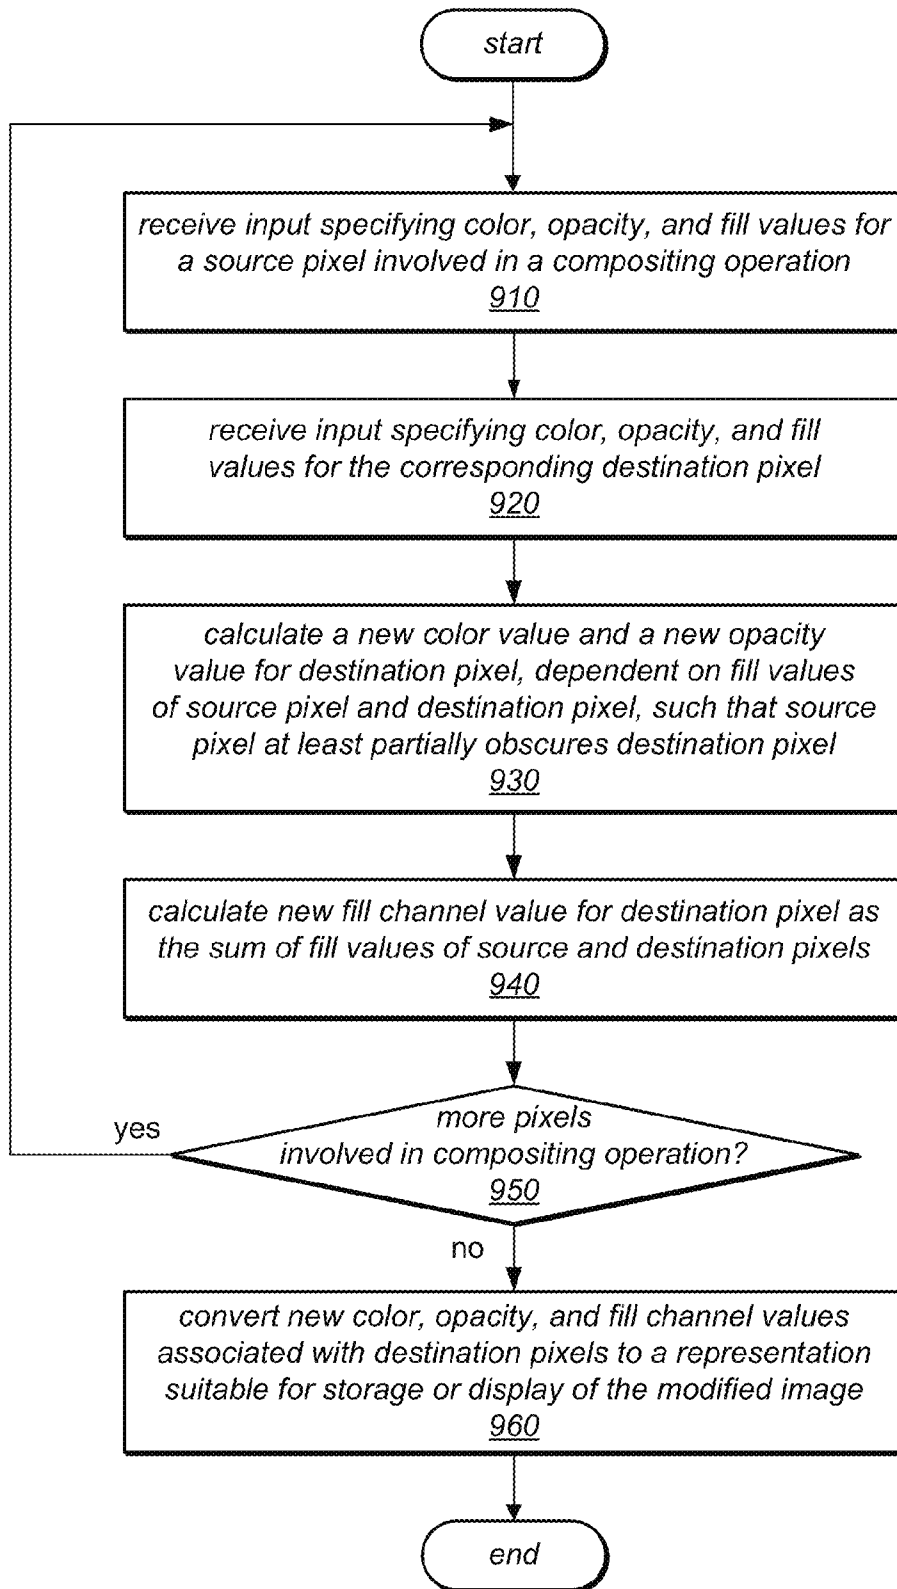 start
receive input specifying color, opacity, and fill values for
a source pixel involved in a compositing operation
910
receive input specifying color, opacity, and fill
values for the corresponding destination pixel
920
calculate a new color value and a new opacity
value for destination pixel, dependent on fill values
of source pixel and destination pixel, such that source
pixel at least partially obscures destination pixel
930
calculate new fill channel value for destination pixel as
the sum of fill values of source and destination pixels
940
more pixels
involved in compositing operation?
950
yes
no
convert new color, opacity, and fill channel values
associated with destination pixels to a representation
suitable for storage or display of the modified image
960
end